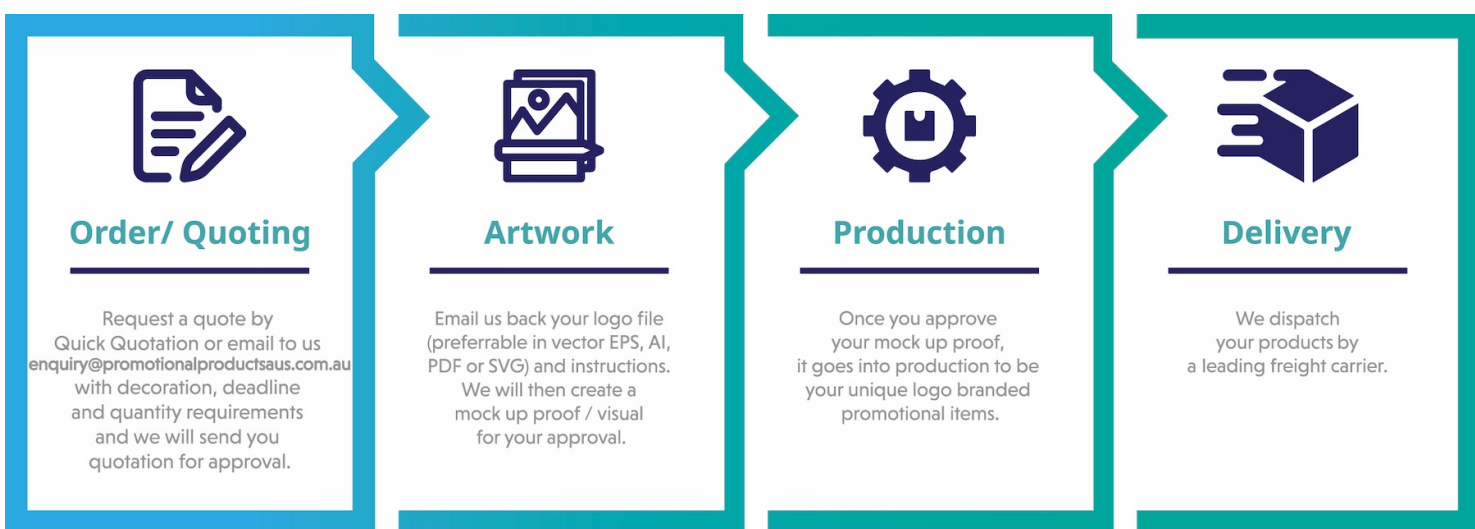 Order/ Quoting
Request a quote by
Quick Quotation or email to us
enquiry@promotionalproductsaus.com.au
with decoration, deadline
and quantity requirements
and we will send you
quotation for approval.
Artwork
Email us back your logo file
(preferrable in vector EPS, AI,
PDF or SVG) and instructions.
We will then create a
mock up proof / visual
for your approval.
Production
Once you approve
your mock up proof,
it goes into production to be
your unique logo branded
promotional items.
Delivery
We dispatch
your products by
a leading freight carrier.